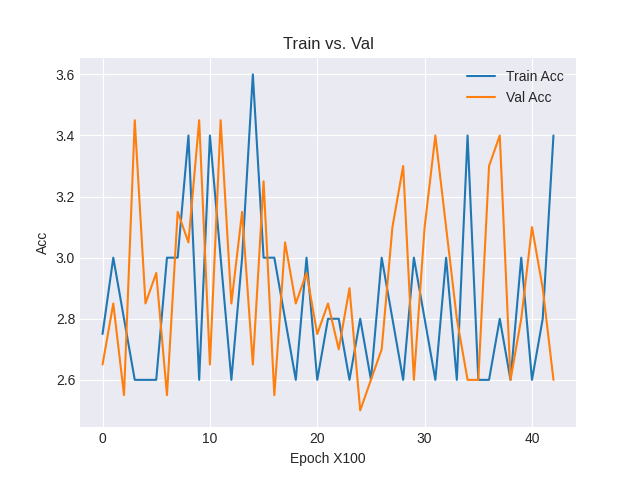 Train vs. Val
Train Acc
Val Acc
3.6
3.4
3.2
3.0
2.8
2.6
Acc
0 10 20 30 40
Epoch X100